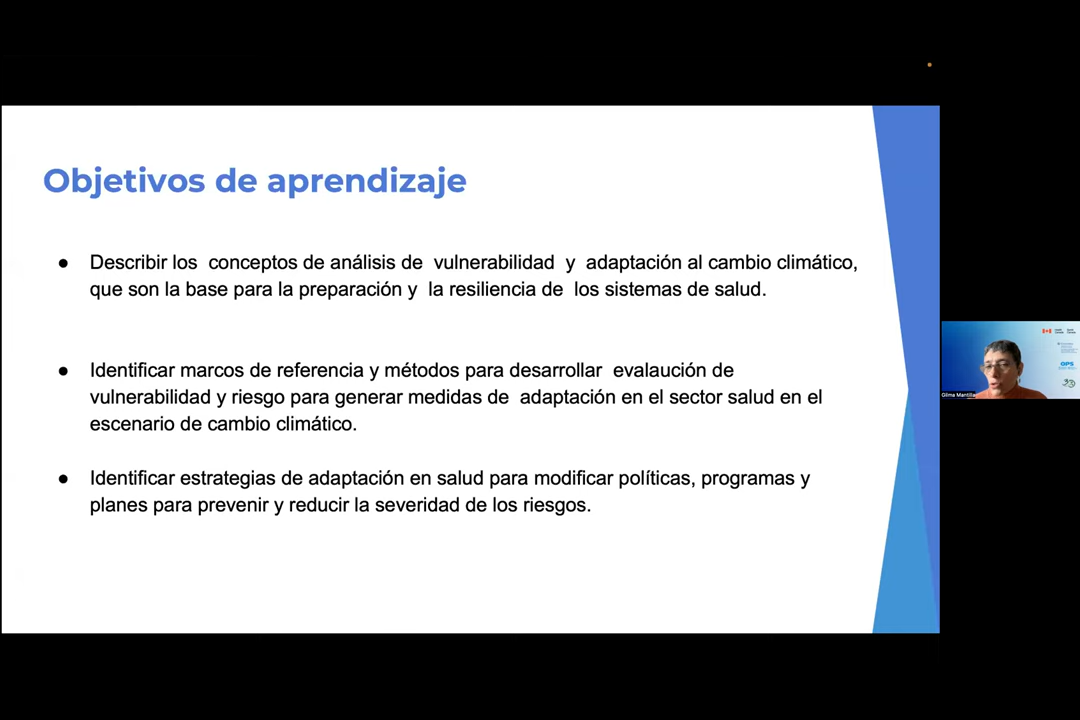 Objetivos de aprendizaje
● Describir los conceptos de análisis de vulnerabilidad y adaptación al cambio climático,
que son la base para la preparación y la resiliencia de los sistemas de salud.
● Identificar marcos de referencia y métodos para desarrollar evalaución de
vulnerabilidad y riesgo para generar medidas de adaptación en el sector salud en el
escenario de cambio climático.
● Identificar estrategias de adaptación en salud para modificar políticas, programas y
planes para prevenir y reducir la severidad de los riesgos.
OPS
Gilma Mantilla